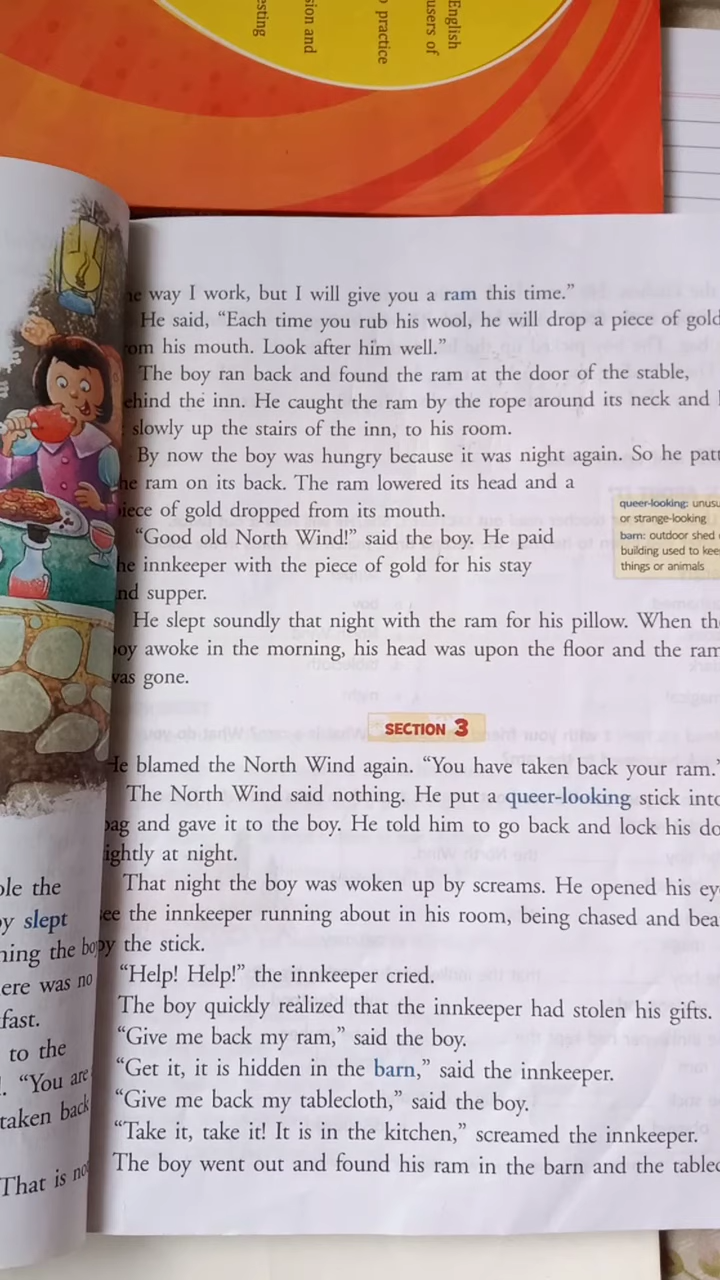 English
users of
practice
sion and
esting
way I work, but I will give you a ram this time.”
He said, “Each time you rub his wool, he will drop a piece of gold
om his mouth. Look after him well.”
The boy ran back and found the ram at the door of the stable,
ehind the inn. He caught the ram by the rope around its neck and
slowly up the stairs of the inn, to his room.
By now the boy was hungry because it was night again. So he patt
he ram on its back. The ram lowered its head and a
iece of gold dropped from its mouth.
“Good old North Wind!” said the boy. He paid
he innkeeper with the piece of gold for his stay
nd supper.
He slept soundly that night with the ram for his pillow. When th
oy awoke in the morning, his head was upon the floor and the ram
was gone.
queer-looking: unusu
or strange-looking
barn: outdoor shed
building used to kee
things or animals
SECTION 3
He blamed the North Wind again. “You have taken back your ram.”
The North Wind said nothing. He put a queer-looking stick into
bag and gave it to the boy. He told him to go back and lock his do
ightly at night.
That night the boy was woken up by screams. He opened his ey
ee the innkeeper running about in his room, being chased and bea
by the stick.
“Help! Help!” the innkeeper cried.
The boy quickly realized that the innkeeper had stolen his gifts.
“Give me back my ram,” said the boy.
“Get it, it is hidden in the barn,” said the innkeeper.
“Give me back my tablecloth,” said the boy.
“Take it, take it! It is in the kitchen,” screamed the innkeeper.
The boy went out and found his ram in the barn and the tablec
ole the
y slept
ning the bo
ere was no
fast.
to the
. “You are
taken back
That is not